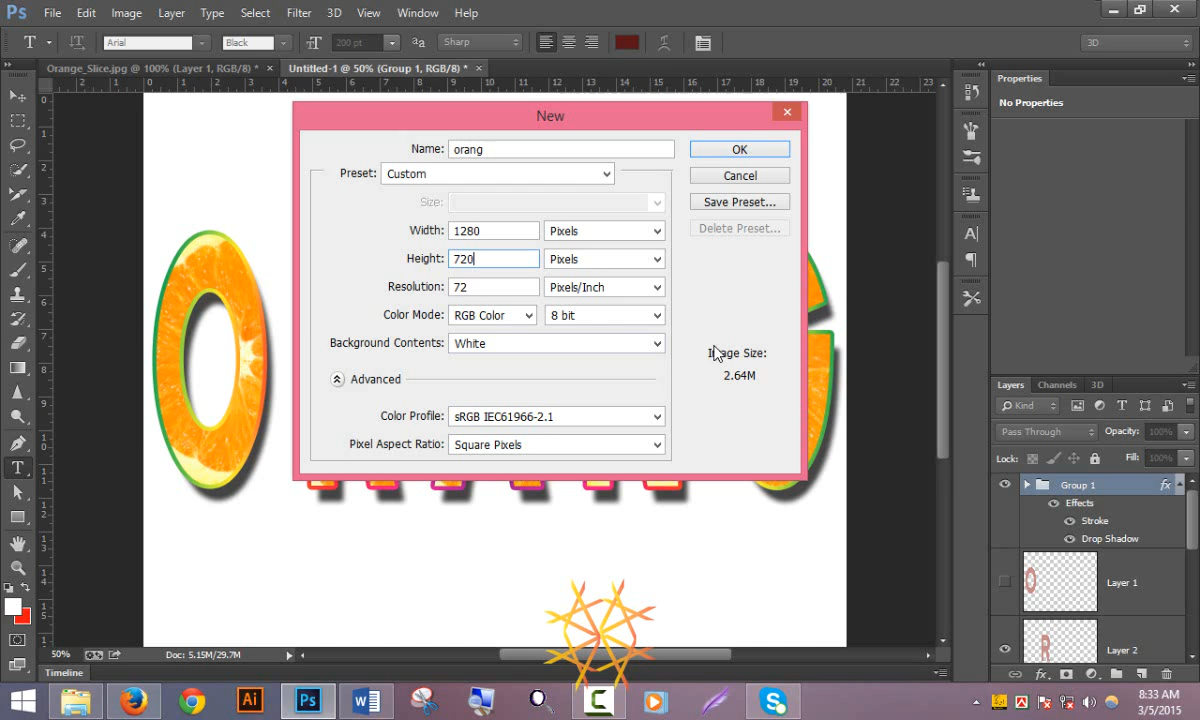 Ps File Edit Image Layer Type Select Filter 3D View Window Help
T Arial Black 200 pt aa Sharp 3D
Orange_Slice.jpg @ 100% (Layer 1, RGB/8) * × Untitled-1 @ 50% (Group 1, RGB/8) * ×
Properties
No Properties
New
Name: orang
OK
Preset: Custom
Cancel
Size:
Save Preset...
Width: 1280 Pixels
Delete Preset...
Height: 720 Pixels
Resolution: 72 Pixels/Inch
Color Mode: RGB Color 8 bit
Background Contents: White
Image Size:
2.64M
Advanced
Color Profile: sRGB IEC61966-2.1
Pixel Aspect Ratio: Square Pixels
O
Layers Channels 3D
Kind
Pass Through Opacity: 100%
Lock: Fill: 100%
Group 1 fx
Effects
Stroke
Drop Shadow
Layer 1
Layer 2
50% Doc: 5.15M/29.7M
Timeline
8:33 AM
3/5/2015